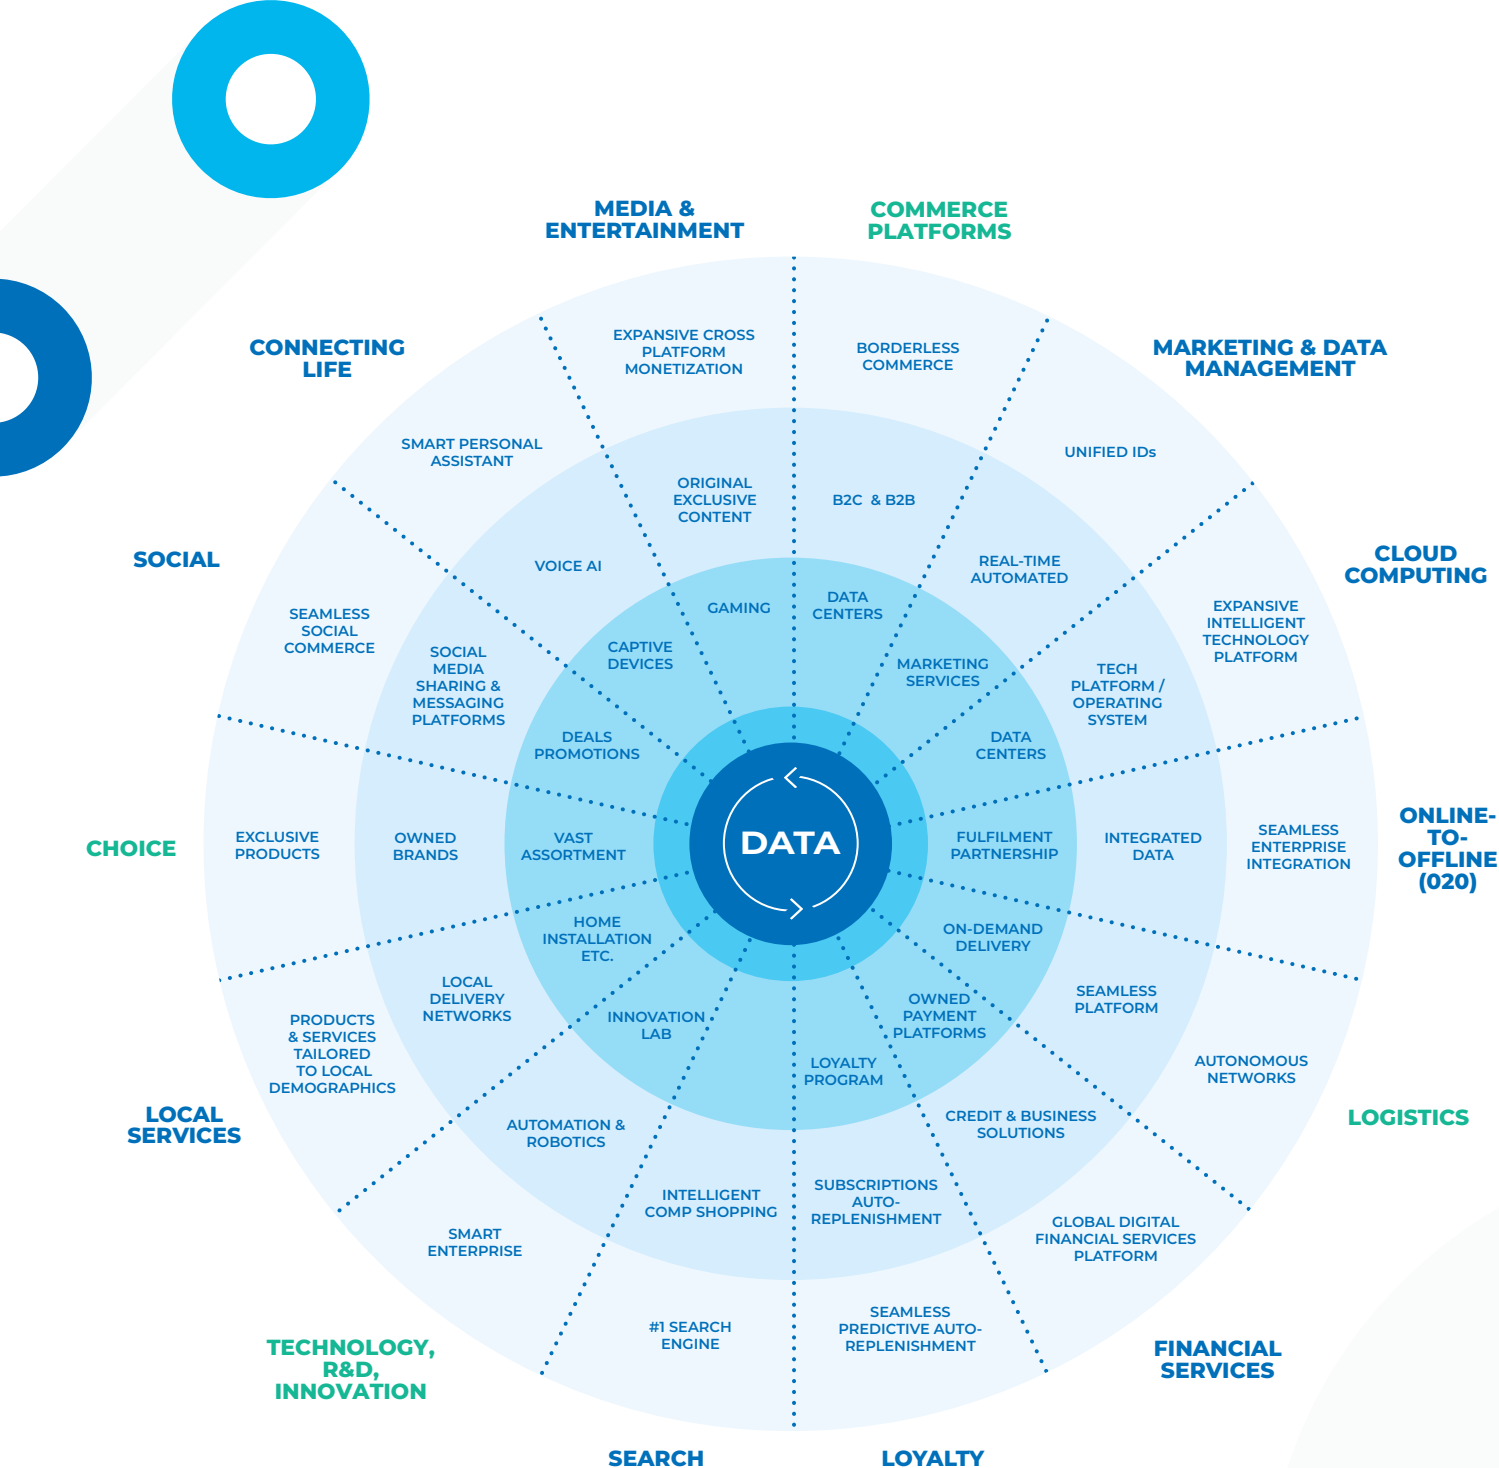 MEDIA &
ENTERTAINMENT
COMMERCE
PLATFORMS
CONNECTING
LIFE
MARKETING & DATA
MANAGEMENT
SOCIAL
CLOUD
COMPUTING
CHOICE
ONLINE-
TO-
OFFLINE
(020)
LOCAL
SERVICES
LOGISTICS
TECHNOLOGY,
R&D,
INNOVATION
FINANCIAL
SERVICES
SEARCH
LOYALTY
EXPANSIVE CROSS
PLATFORM
MONETIZATION
BORDERLESS
COMMERCE
SMART PERSONAL
ASSISTANT
UNIFIED IDs
ORIGINAL
EXCLUSIVE
CONTENT
B2C & B2B
VOICE AI
REAL-TIME
AUTOMATED
GAMING
DATA
CENTERS
SEAMLESS
SOCIAL
COMMERCE
EXPANSIVE
INTELLIGENT
TECHNOLOGY
PLATFORM
SOCIAL
MEDIA
SHARING &
MESSAGING
PLATFORMS
CAPTIVE
DEVICES
MARKETING
SERVICES
TECH
PLATFORM /
OPERATING
SYSTEM
DEALS
PROMOTIONS
DATA
CENTERS
EXCLUSIVE
PRODUCTS
OWNED
BRANDS
VAST
ASSORTMENT
DATA
FULFILMENT
PARTNERSHIP
INTEGRATED
DATA
SEAMLESS
ENTERPRISE
INTEGRATION
HOME
INSTALLATION
ETC.
ON-DEMAND
DELIVERY
LOCAL
DELIVERY
NETWORKS
SEAMLESS
PLATFORM
PRODUCTS
& SERVICES
TAILORED
TO LOCAL
DEMOGRAPHICS
INNOVATION
LAB
OWNED
PAYMENT
PLATFORMS
AUTONOMOUS
NETWORKS
LOYALTY
PROGRAM
AUTOMATION &
ROBOTICS
CREDIT & BUSINESS
SOLUTIONS
INTELLIGENT
COMP SHOPPING
SUBSCRIPTIONS
AUTO-
REPLENISHMENT
SMART
ENTERPRISE
GLOBAL DIGITAL
FINANCIAL SERVICES
PLATFORM
#1 SEARCH
ENGINE
SEAMLESS
PREDICTIVE AUTO-
REPLENISHMENT